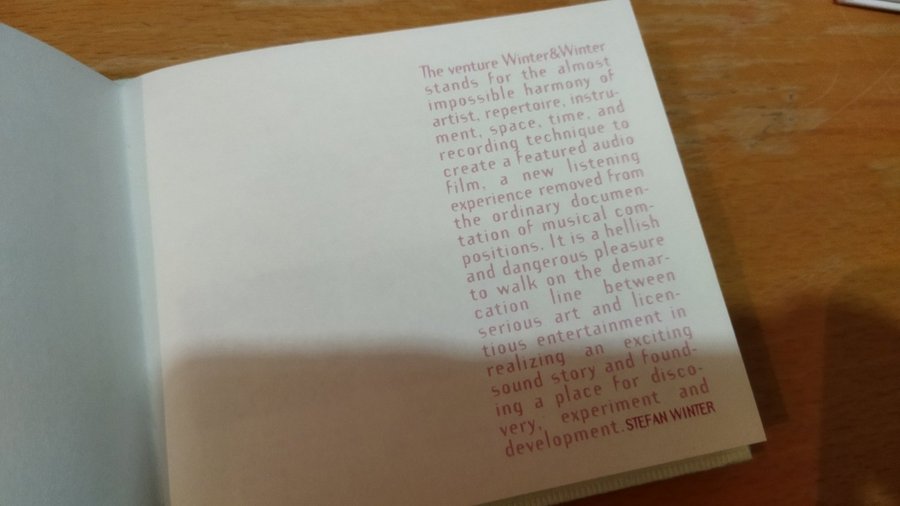 The venture Winter&Winter
stands for the almost
impossible harmony of
artist, repertoire, instru-
ment, space, time, and
recording technique to
create a featured audio
film, a new listening
experience removed from
the ordinary documen-
tation of musical com-
positions. It is a hellish
and dangerous pleasure
to walk on the demar-
cation line between
serious art and licen-
tious entertainment in
realizing an exciting
sound story and found-
ing a place for disco-
very, experiment and
development. STEFAN WINTER